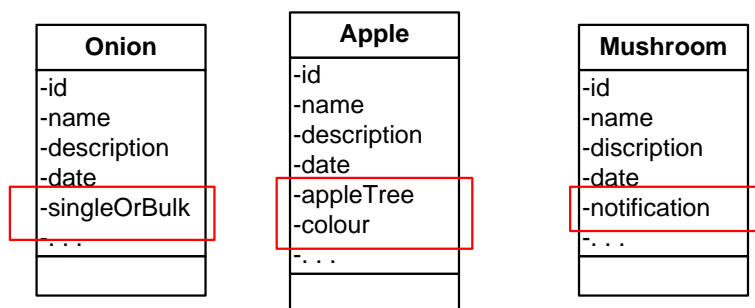 Onion
-id
-name
-description
-date
-singleOrBulk
-. . .
Apple
-id
-name
-description
-date
-appleTree
-colour
-. . .
Mushroom
-id
-name
-discription
-date
-notification
-. . .